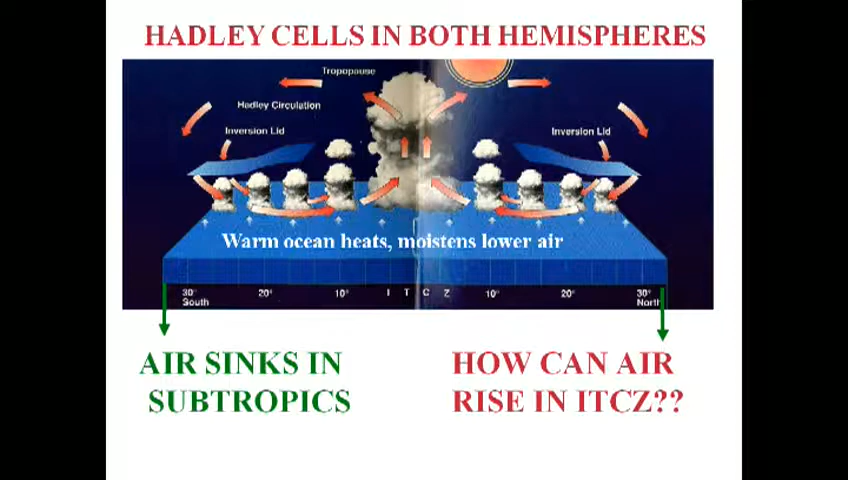 HADLEY CELLS IN BOTH HEMISPHERES
Tropopause
Hadley Circulation
Inversion Lid
Inversion Lid
Warm ocean heats, moistens lower air
30° 20° 10° I T C Z 10° 20° 30°
South North
AIR SINKS IN
SUBTROPICS
HOW CAN AIR
RISE IN ITCZ??